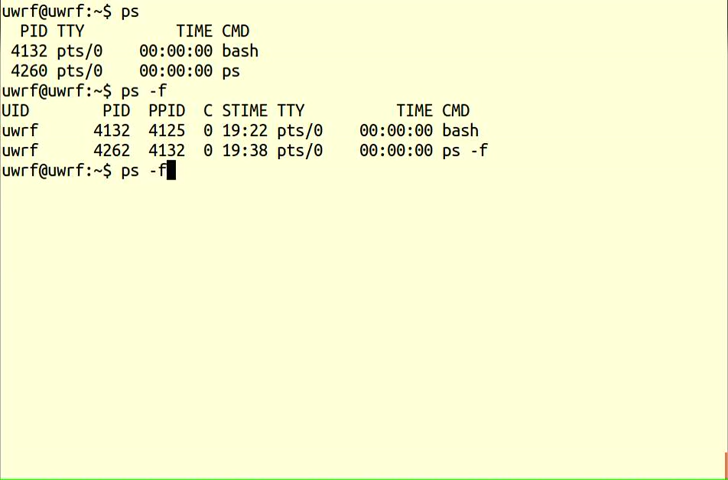 uwrf@uwrf:~$ ps
  PID TTY          TIME CMD
 4132 pts/0    00:00:00 bash
 4260 pts/0    00:00:00 ps
uwrf@uwrf:~$ ps -f
UID        PID  PPID  C STIME TTY          TIME CMD
uwrf      4132  4125  0 19:22 pts/0    00:00:00 bash
uwrf      4262  4132  0 19:38 pts/0    00:00:00 ps -f
uwrf@uwrf:~$ ps -f